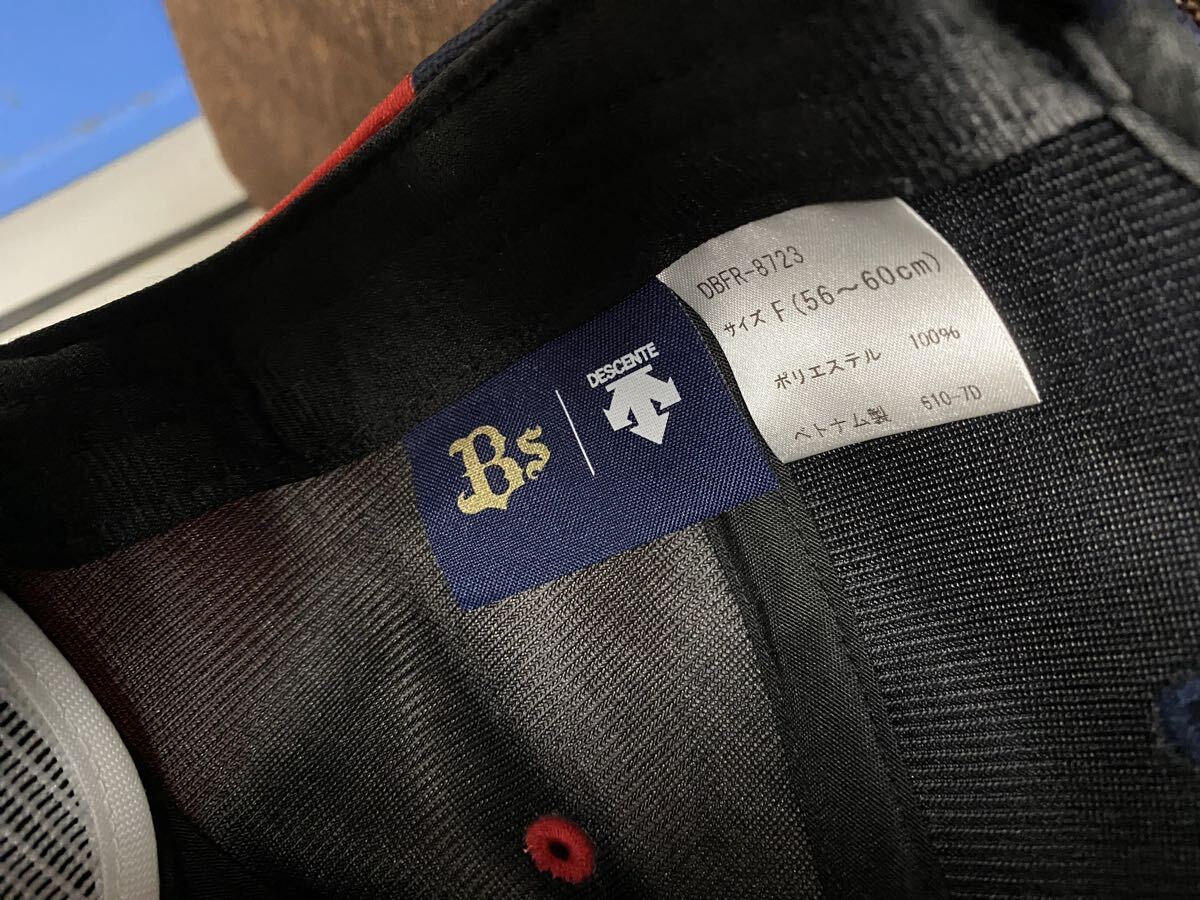 Bs
DESCENTE
DBFR-8723
サイズ F(56～60cm)
ポリエステル 100%
ベトナム製 610-7D